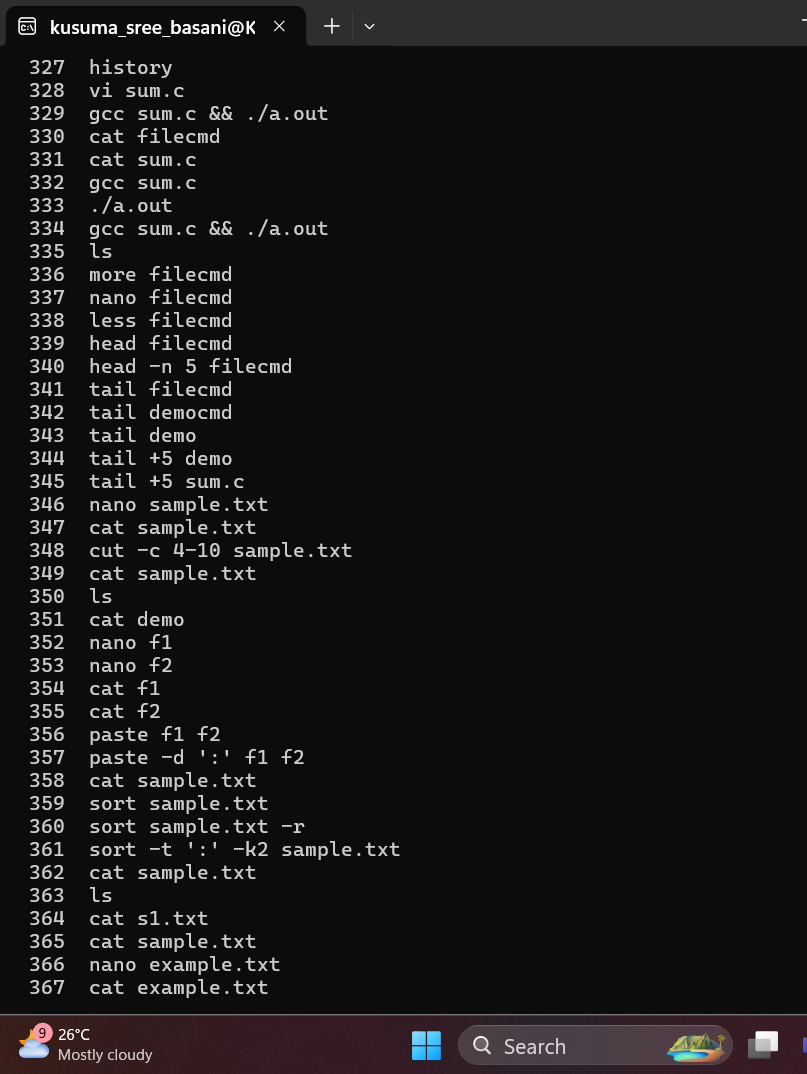 kusuma_sree_basani@K
327 history
328 vi sum.c
329 gcc sum.c && ./a.out
330 cat filecmd
331 cat sum.c
332 gcc sum.c
333 ./a.out
334 gcc sum.c && ./a.out
335 ls
336 more filecmd
337 nano filecmd
338 less filecmd
339 head filecmd
340 head -n 5 filecmd
341 tail filecmd
342 tail democmd
343 tail demo
344 tail +5 demo
345 tail +5 sum.c
346 nano sample.txt
347 cat sample.txt
348 cut -c 4-10 sample.txt
349 cat sample.txt
350 ls
351 cat demo
352 nano f1
353 nano f2
354 cat f1
355 cat f2
356 paste f1 f2
357 paste -d ':' f1 f2
358 cat sample.txt
359 sort sample.txt
360 sort sample.txt -r
361 sort -t ':' -k2 sample.txt
362 cat sample.txt
363 ls
364 cat s1.txt
365 cat sample.txt
366 nano example.txt
367 cat example.txt
9
26°C
Mostly cloudy
Search